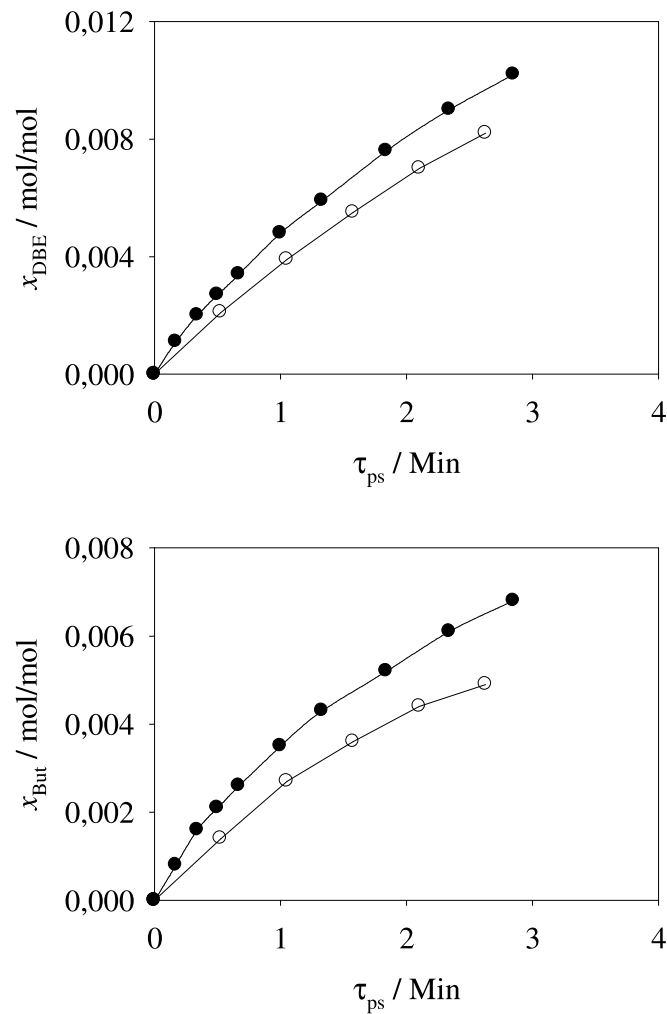 0,012
0,008
0,004
0,000
x_DBE / mol/mol
0 1 2 3 4
τ_ps / Min
0,008
0,006
0,004
0,002
0,000
x_But / mol/mol
0 1 2 3 4
τ_ps / Min